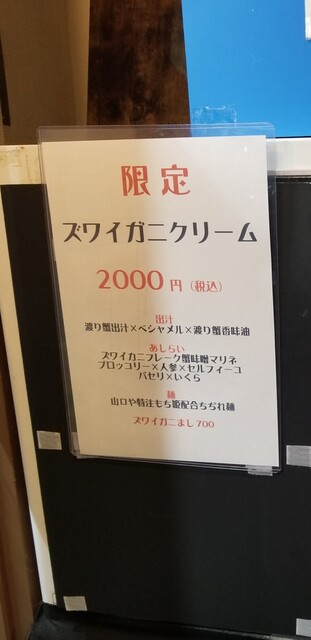 限定
ズワイガニクリーム
2000円（税込）
出汁
渡り蟹出汁×ベシャメル×渡り蟹香味油
あしらい
ズワイガニフレーク蟹味噌マリネ
ブロッコリー×人参×セルフィーユ
パセリ×いくら
麺
山口や特注もち姫配合ちぢれ麺
ズワイガニまし700